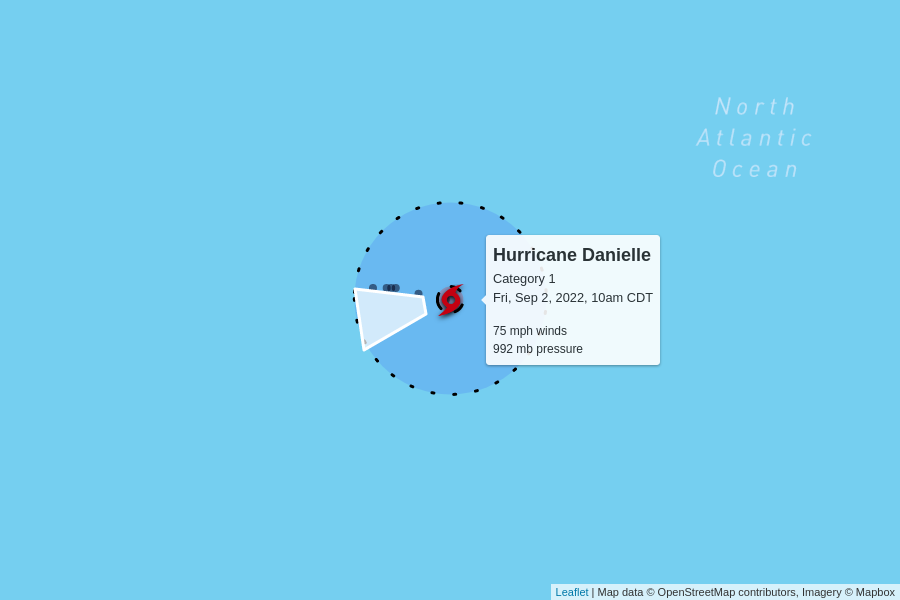 North
Atlantic
Ocean
Hurricane Danielle
Category 1
Fri, Sep 2, 2022, 10am CDT
75 mph winds
992 mb pressure
Leaflet | Map data © OpenStreetMap contributors, Imagery © Mapbox